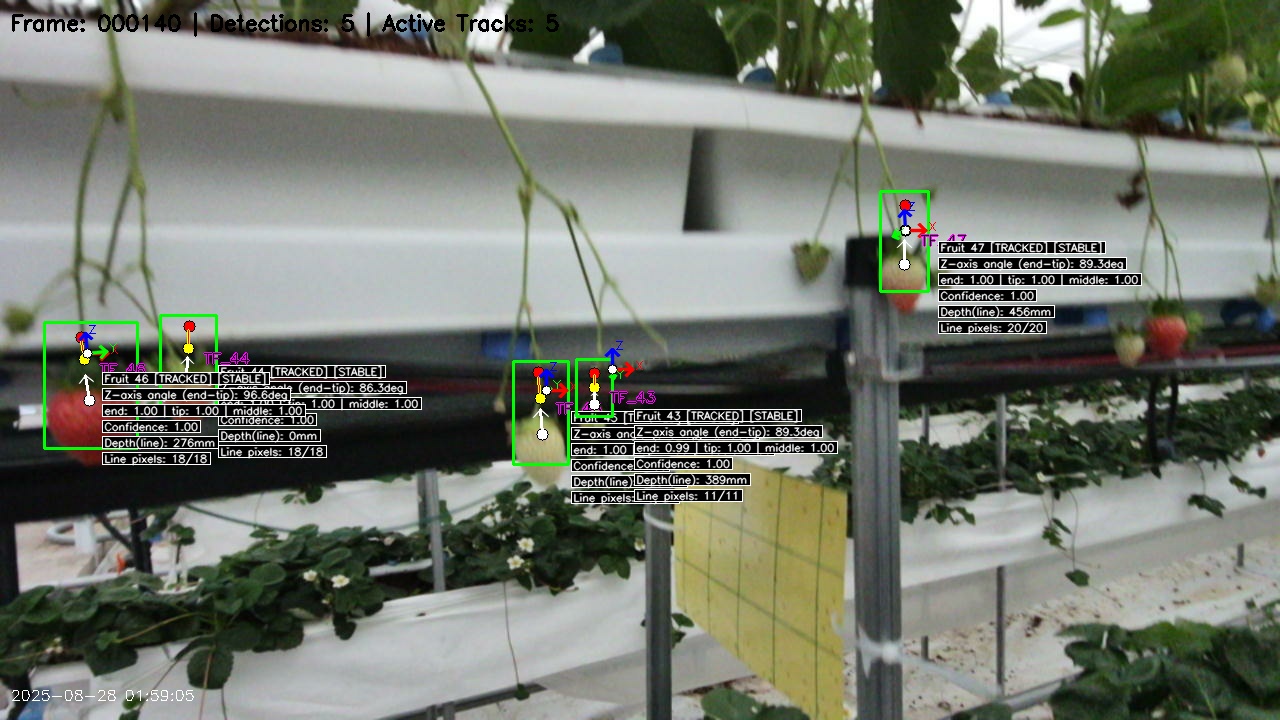 Frame: 000140 | Detections: 5 | Active Tracks: 5
TF_47
Fruit 47 [TRACKED] [STABLE]
Z-axis angle (end-tip): 89.3deg
end: 1.00 | tip: 1.00 | middle: 1.00
Confidence: 1.00
Depth(line): 456mm
Line pixels: 20/20
TF_44
[TRACKED] [STABLE]
(end-tip): 86.3deg
1.00 | middle: 1.00
Confidence: 1.00
Depth(line): 0mm
Line pixels: 18/18
Fruit 46 [TRACKED] [STABLE]
Z-axis angle (end-tip): 96.6deg
end: 1.00 | tip: 1.00 | middle: 1.00
Confidence: 1.00
Depth(line): 276mm
Line pixels: 18/18
TF_43
Fruit 43 [TRACKED] [STABLE]
Z-axis angle (end-tip): 89.3deg
end: 0.99 | tip: 1.00 | middle: 1.00
Confidence: 1.00
Depth(line): 389mm
Line pixels: 11/11
Z-axis
end: 1.00
Confidence
Depth(line)
Line pixels:
2025-08-28 01:59:05